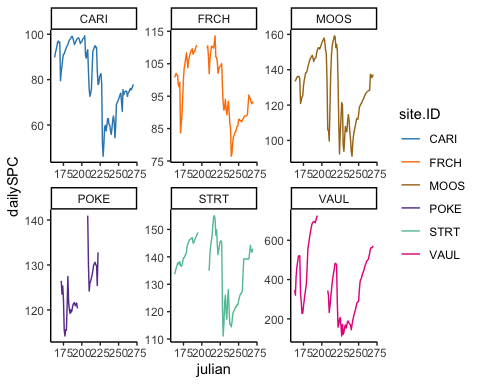 CARI FRCH MOOS
100
80
60
115
105
95
85
75
160
140
120
100
175200225250275 175200225250275 175200225250275
POKE STRT VAUL
140
130
120
150
140
130
120
110
600
400
200
175200225250275 175200225250275 175200225250275
dailySPC
julian
site.ID
CARI
FRCH
MOOS
POKE
STRT
VAUL